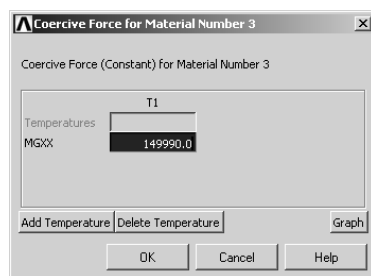 Coercive Force for Material Number 3
Coercive Force (Constant) for Material Number 3
T1
Temperatures
MGXX 149990.0
Add Temperature Delete Temperature Graph
OK Cancel Help